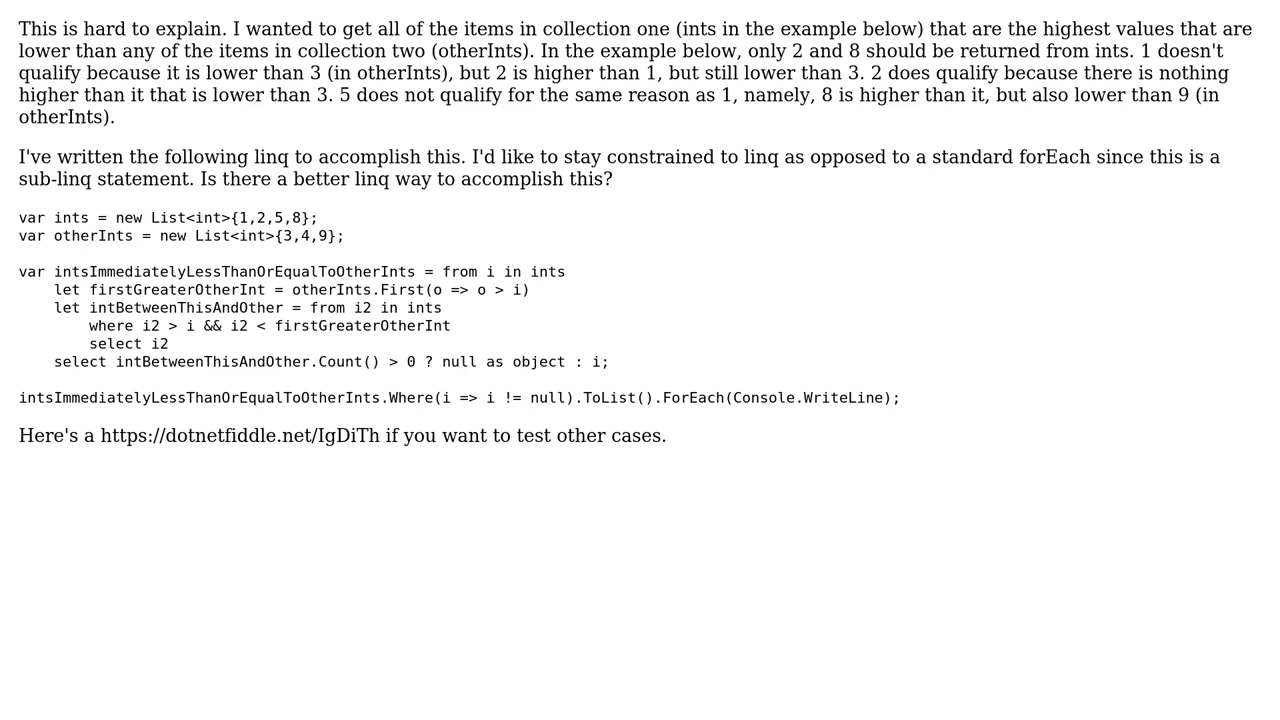 This is hard to explain. I wanted to get all of the items in collection one (ints in the example below) that are the highest values that are
lower than any of the items in collection two (otherInts). In the example below, only 2 and 8 should be returned from ints. 1 doesn't
qualify because it is lower than 3 (in otherInts), but 2 is higher than 1, but still lower than 3. 2 does qualify because there is nothing
higher than it that is lower than 3. 5 does not qualify for the same reason as 1, namely, 8 is higher than it, but also lower than 9 (in
otherInts).
I've written the following linq to accomplish this. I'd like to stay constrained to linq as opposed to a standard forEach since this is a
sub-linq statement. Is there a better linq way to accomplish this?
var ints = new List<int>{1,2,5,8};
var otherInts = new List<int>{3,4,9};
var intsImmediatelyLessThanOrEqualToOtherInts = from i in ints
    let firstGreaterOtherInt = otherInts.First(o => o > i)
    let intBetweenThisAndOther = from i2 in ints
        where i2 > i && i2 < firstGreaterOtherInt
        select i2
    select intBetweenThisAndOther.Count() > 0 ? null as object : i;
intsImmediatelyLessThanOrEqualToOtherInts.Where(i => i != null).ToList().ForEach(Console.WriteLine);
Here's a https://dotnetfiddle.net/IgDiTh if you want to test other cases.